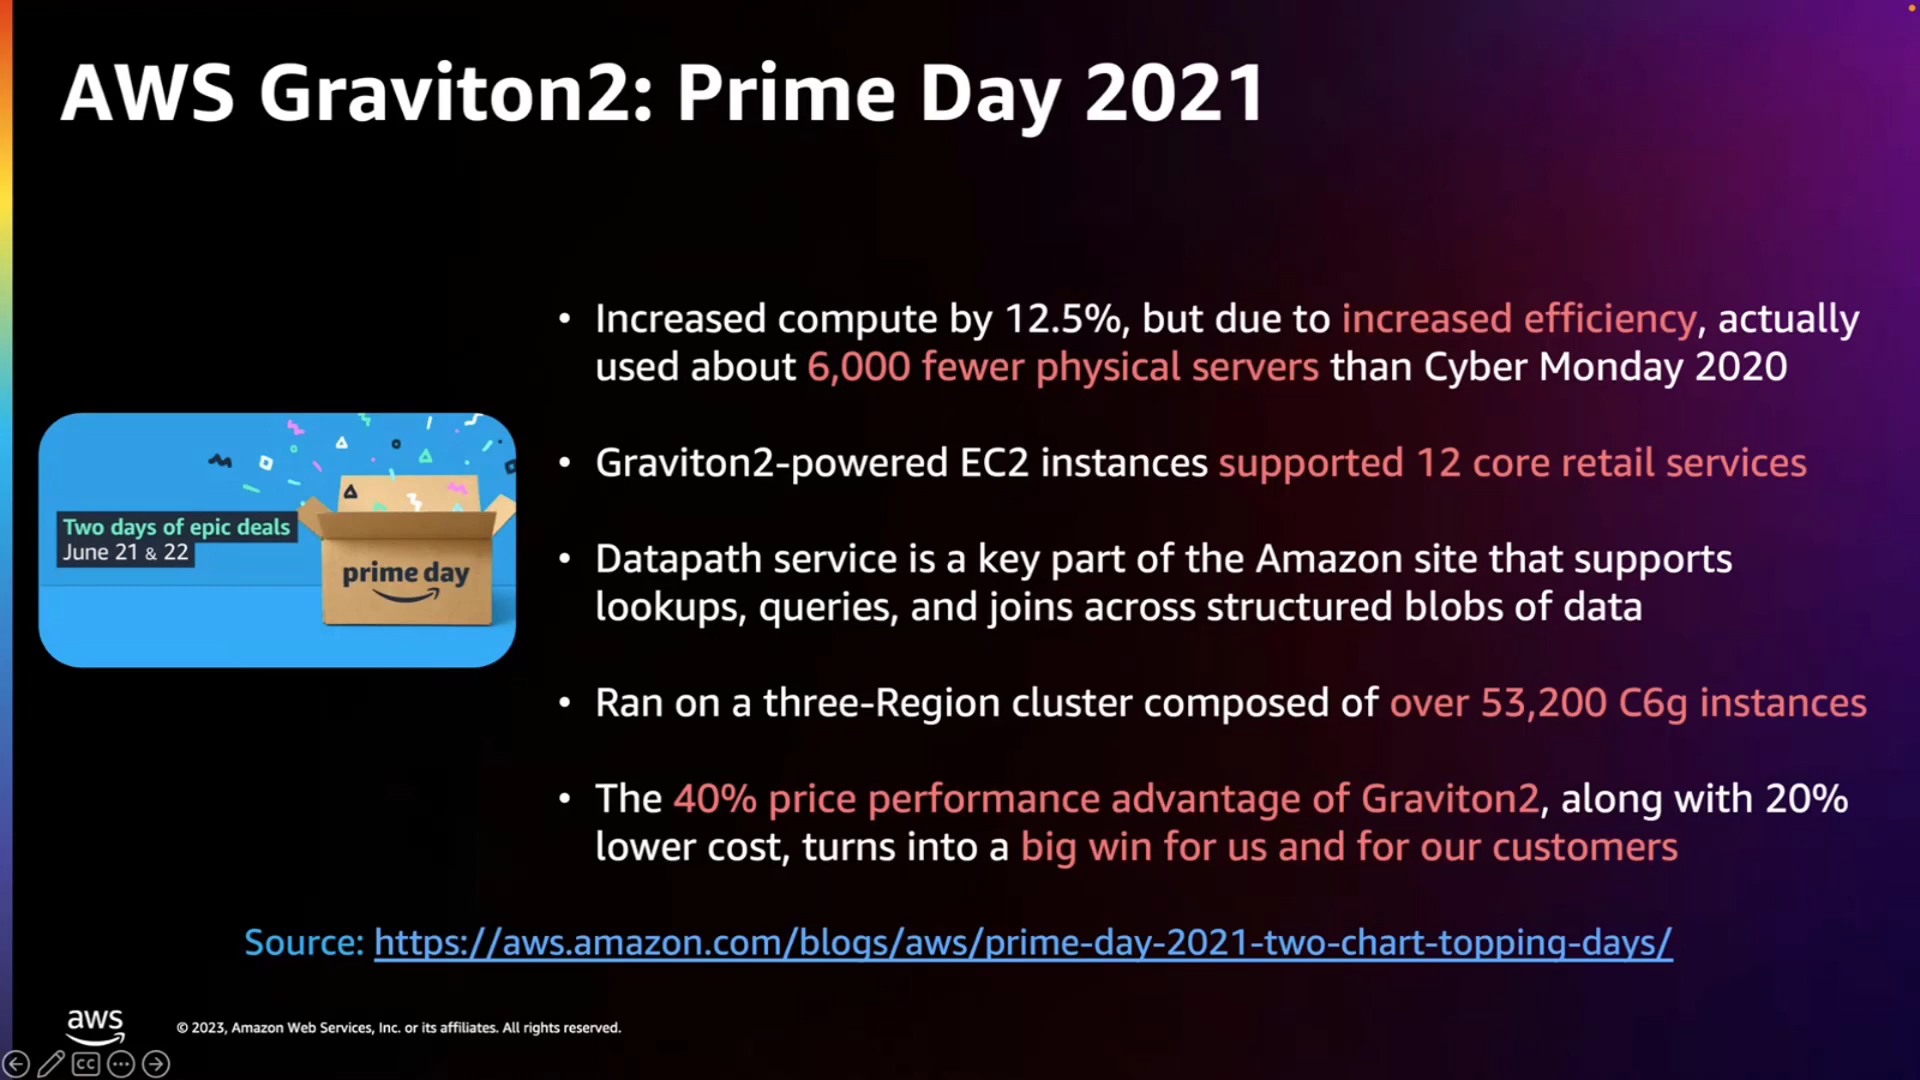 AWS Graviton2: Prime Day 2021
• Increased compute by 12.5%, but due to increased efficiency, actually
used about 6,000 fewer physical servers than Cyber Monday 2020
• Graviton2-powered EC2 instances supported 12 core retail services
Two days of epic deals
June 21 & 22
prime day
• Datapath service is a key part of the Amazon site that supports
lookups, queries, and joins across structured blobs of data
• Ran on a three-Region cluster composed of over 53,200 C6g instances
• The 40% price performance advantage of Graviton2, along with 20%
lower cost, turns into a big win for us and for our customers
Source: https://aws.amazon.com/blogs/aws/prime-day-2021-two-chart-topping-days/
aws
© 2023, Amazon Web Services, Inc. or its affiliates. All rights reserved.
CC